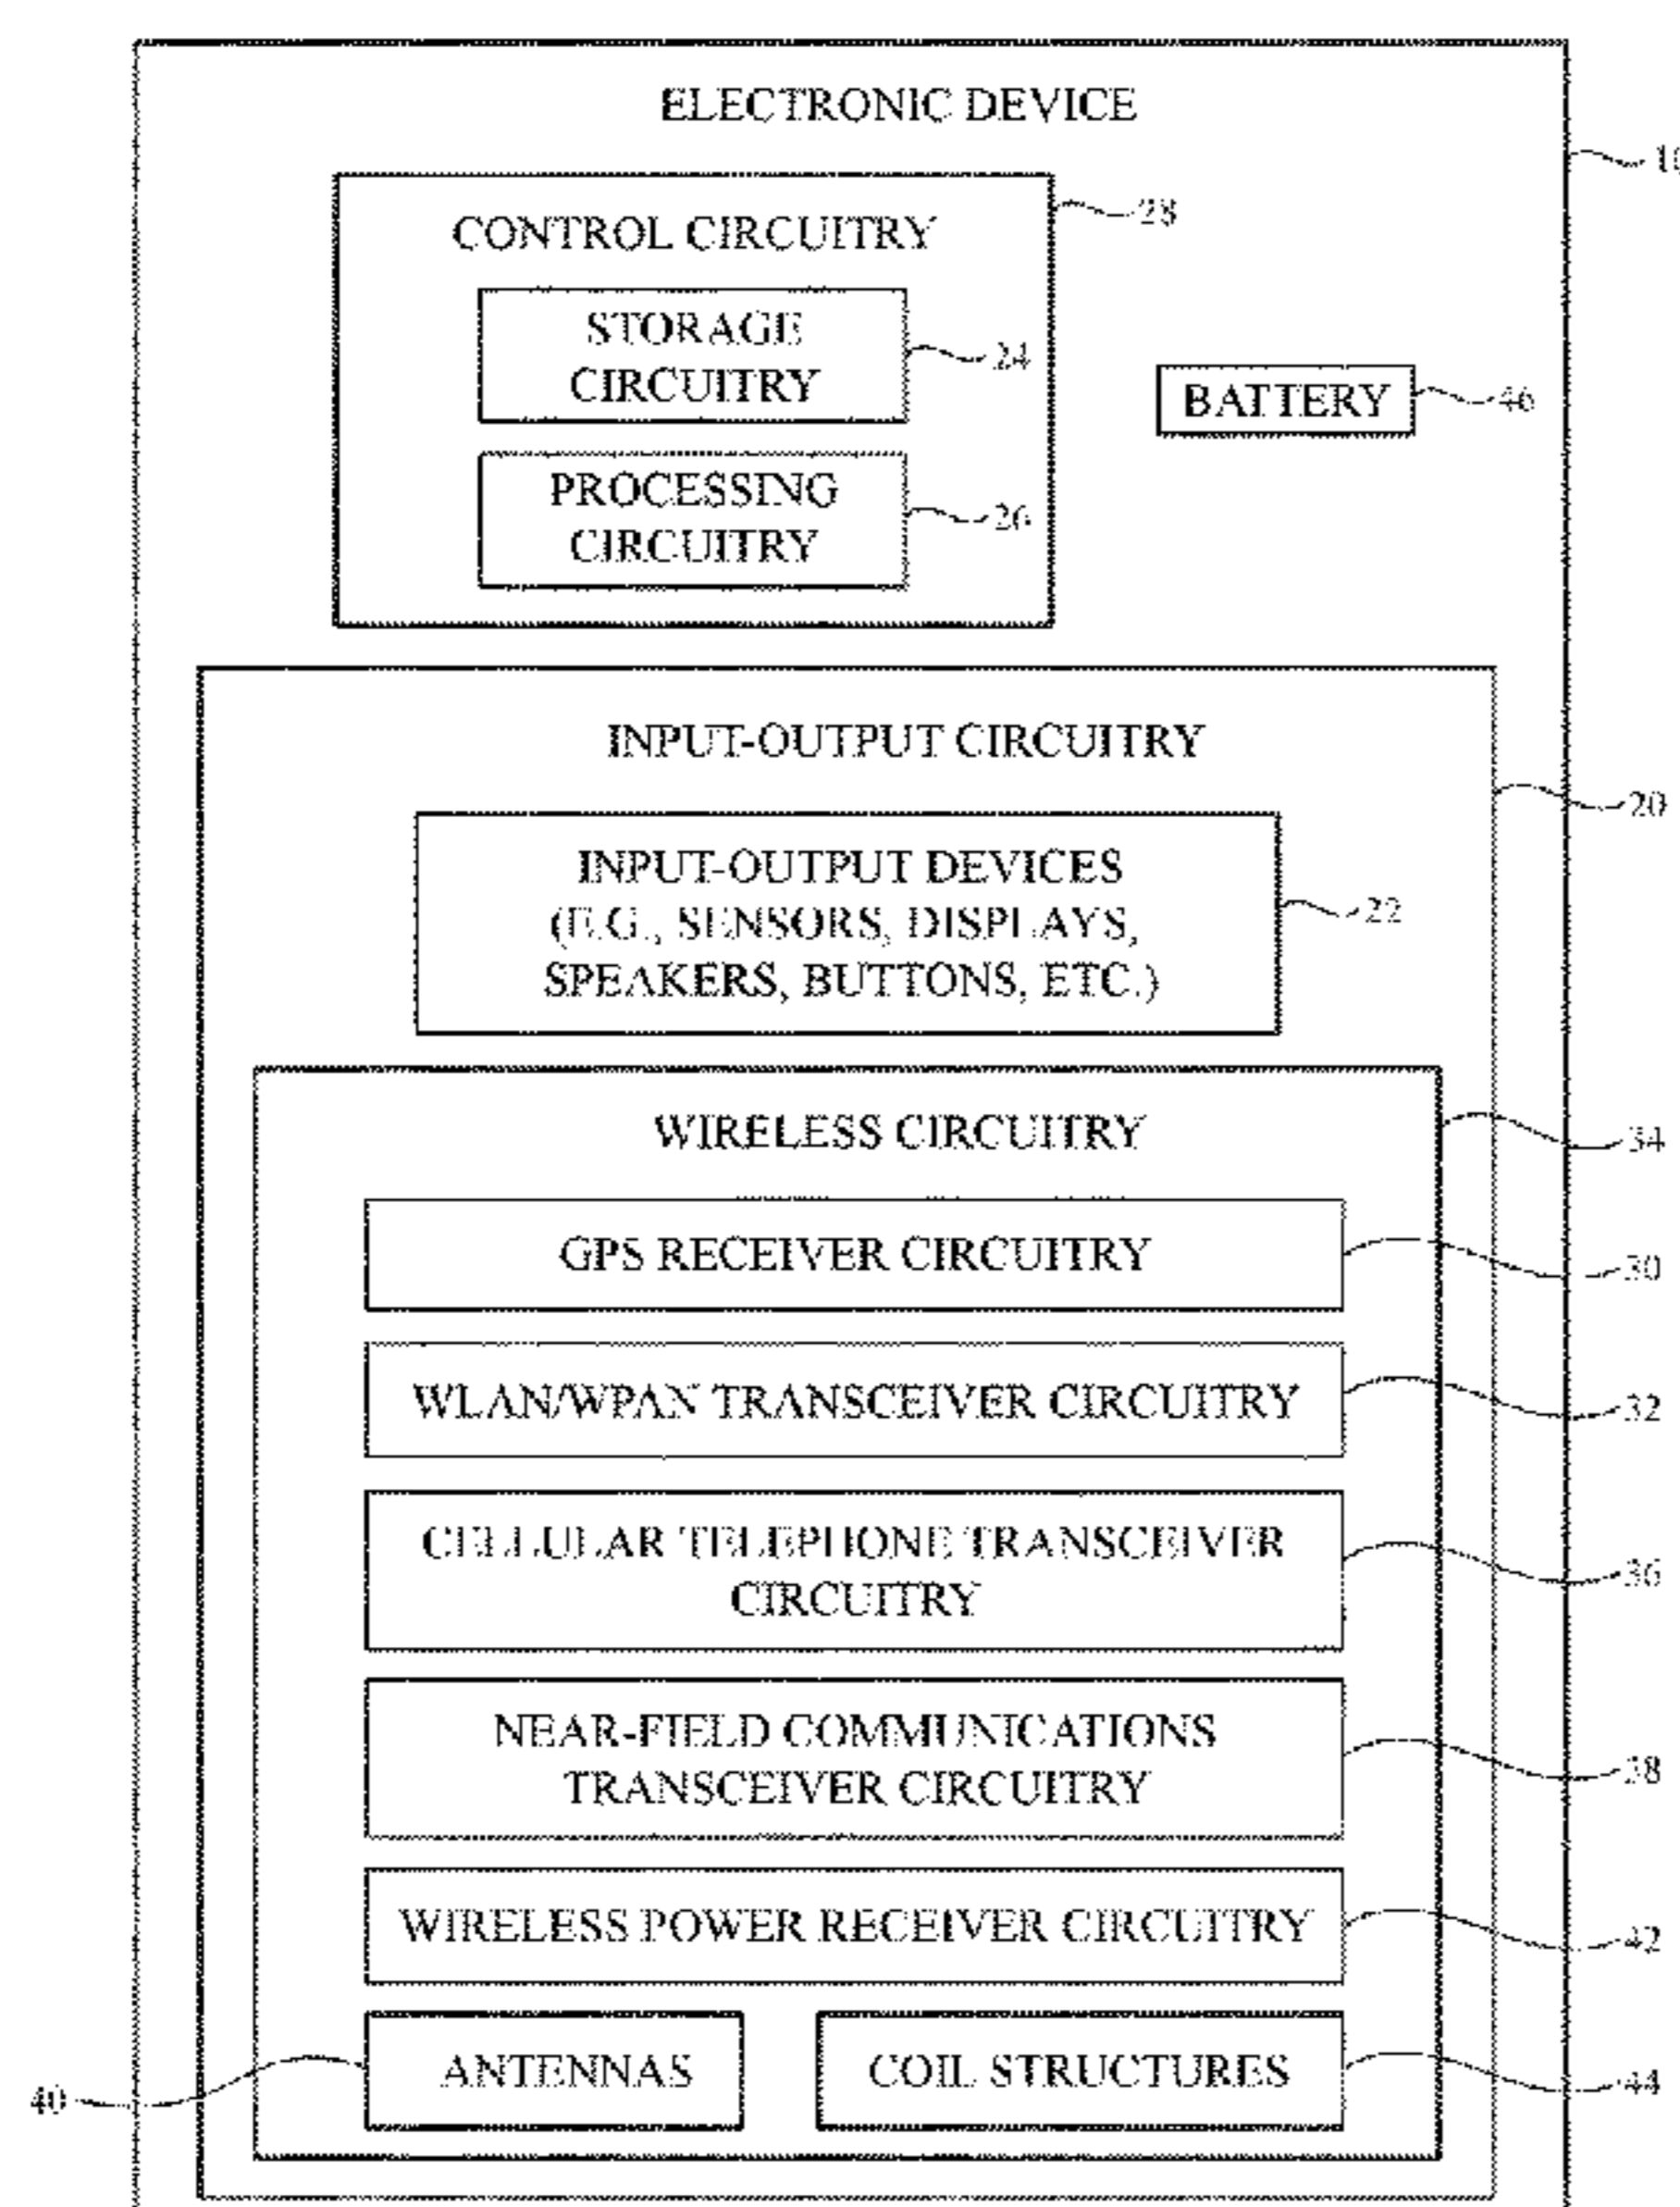 ELECTRONIC DEVICE
10
CONTROL CIRCUITRY
28
STORAGE
CIRCUITRY
24
BATTERY
46
PROCESSING
CIRCUITRY
26
INPUT-OUTPUT CIRCUITRY
20
INPUT-OUTPUT DEVICES
(E.G., SENSORS, DISPLAYS,
SPEAKERS, BUTTONS, ETC.)
22
WIRELESS CIRCUITRY
34
GPS RECEIVER CIRCUITRY
30
WLAN/WPAN TRANSCEIVER CIRCUITRY
32
CELLULAR TELEPHONE TRANSCEIVER
CIRCUITRY
36
NEAR-FIELD COMMUNICATIONS
TRANSCEIVER CIRCUITRY
38
WIRELESS POWER RECEIVER CIRCUITRY
42
40
ANTENNAS
COIL STRUCTURES
44